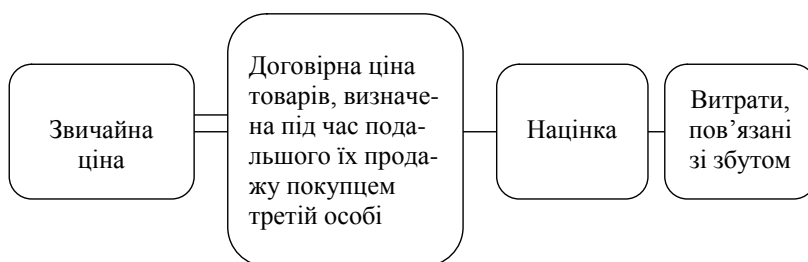 Звичайна
ціна
Договірна ціна
товарів, визначе-
на під час пода-
льшого їх прода-
жу покупцем
третій особі
Націнка
Витрати,
пов’язані
зі збутом